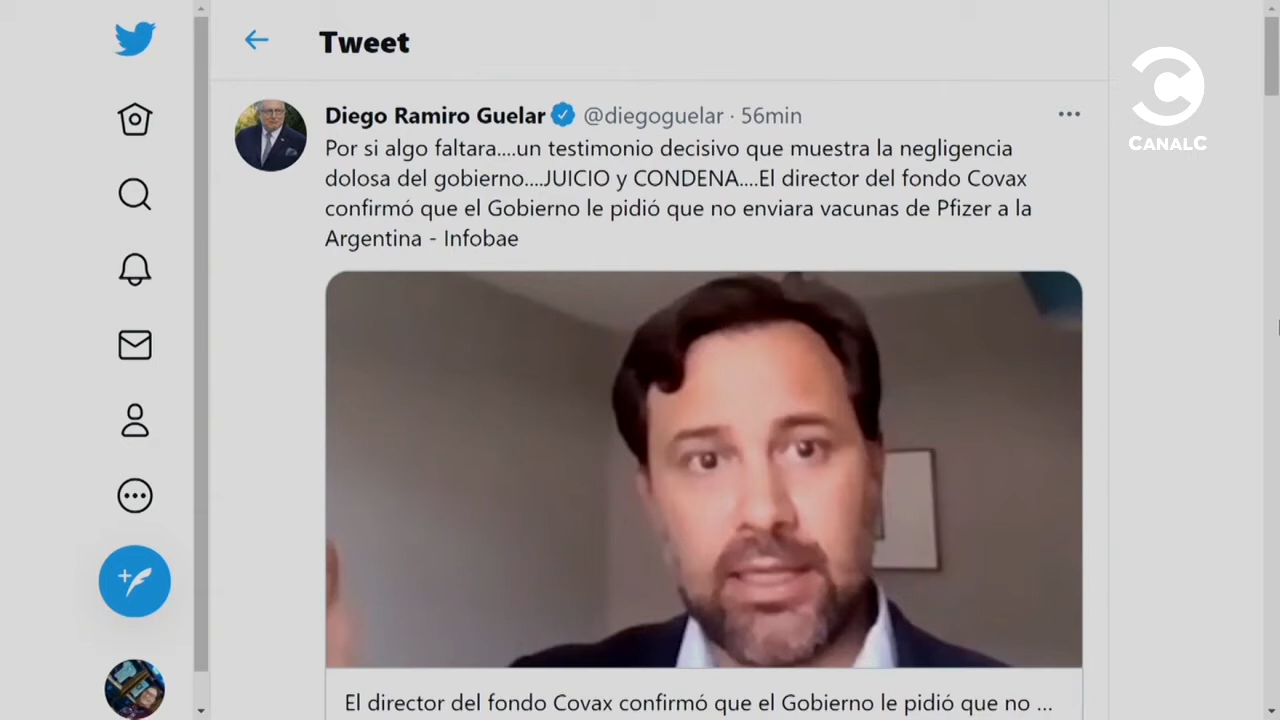 Tweet
Diego Ramiro Guelar @diegoguelar · 56min
Por si algo faltara....un testimonio decisivo que muestra la negligencia
dolosa del gobierno....JUICIO y CONDENA....El director del fondo Covax
confirmó que el Gobierno le pidió que no enviara vacunas de Pfizer a la
Argentina - Infobae
El director del fondo Covax confirmó que el Gobierno le pidió que no ...
CANALC